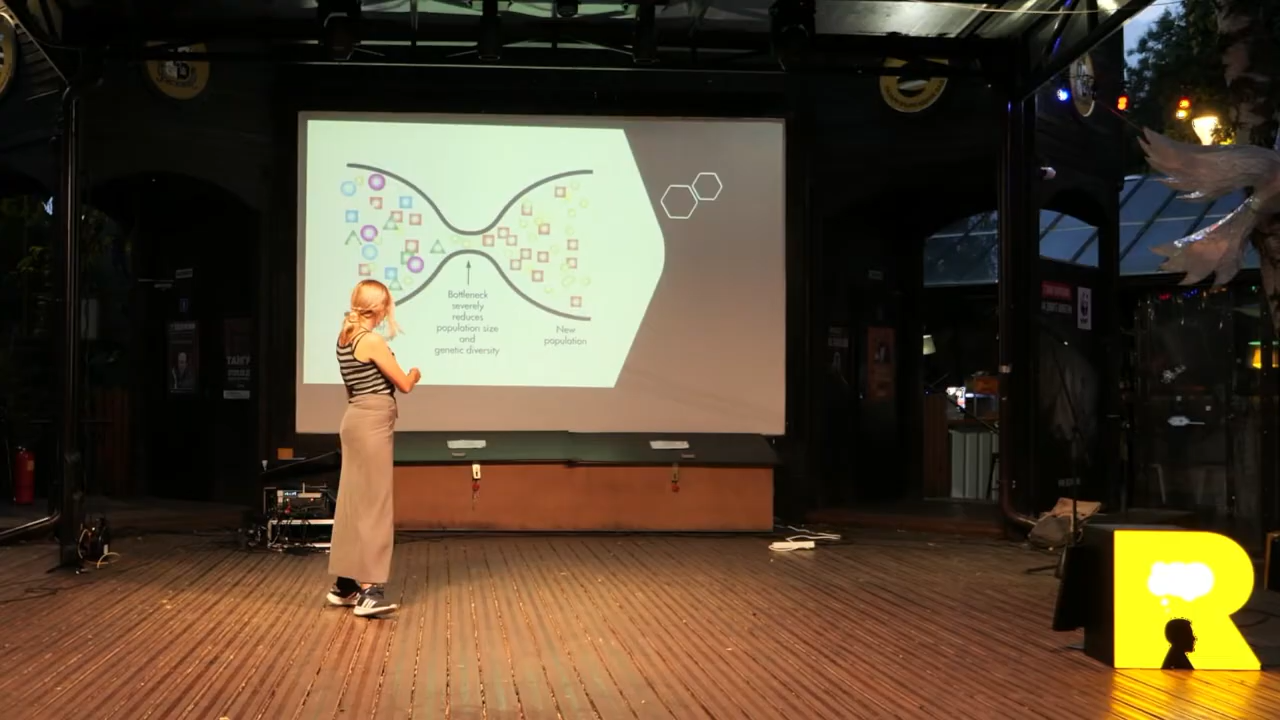 Bottleneck
severely
reduces
population size
and
genetic diversity
New
population
R